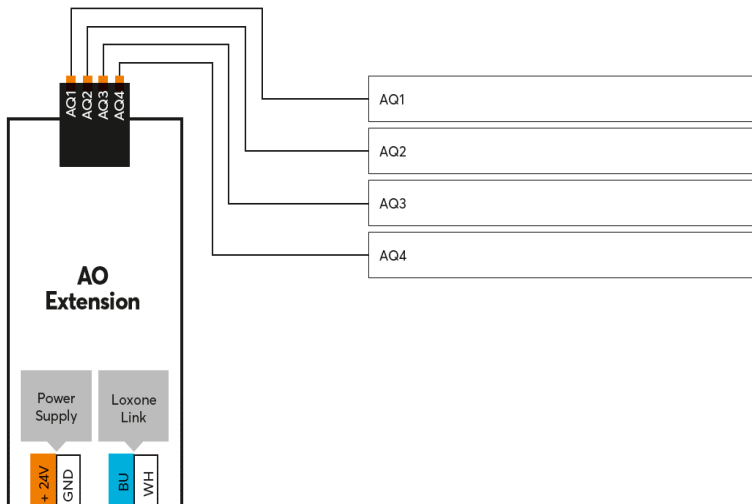 AQ1
AQ2
AQ3
AQ4
AQ1
AQ2
AQ3
AQ4
AO
Extension
Power
Supply
Loxone
Link
+ 24V
GND
BU
WH